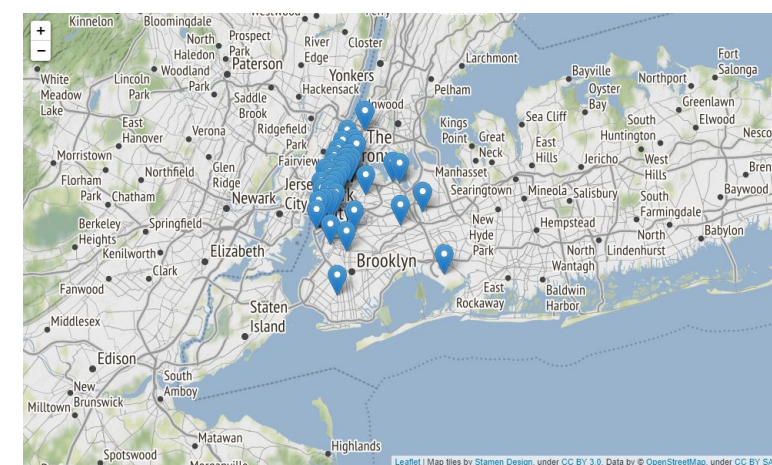 Kinnelon
Bloomingdale
North
Haledon
Prospect
Park
River
Edge
Closter
Larchmont
Bayville
Fort
Salonga
White
Meadow
Lake
Lincoln
Park
Woodland
Park
Paterson
Yonkers
Hackensack
Pelham
Oyster
Bay
Northport
Greenlawn
Saddle
Brook
East
Hanover
Verona
Ridgefield
Park
The
Kings
Point
Great
Neck
Sea Cliff
East
Hills
South
Huntington
Elwood
Morristown
Northfield
Glen
Ridge
Fairview
Manhasset
Jericho
West
Hills
Florham
Park
Chatham
Newark
City
Searingtown
Mineola
Salisbury
South
Farmingdale
Baywood
Berkeley
Heights
Springfield
Elizabeth
New
Hyde
Park
Hempstead
North
Lindenhurst
Babylon
Kenilworth
Clark
Brooklyn
North
Wantagh
Fanwood
Staten
Island
East
Rockaway
Baldwin
Harbor
Middlesex
Edison
South
Amboy
New
Brunswick
Milltown
Matawan
Highlands
Spotswood
+
−
Leaflet | Map tiles by Stamen Design, under CC BY 3.0. Data by © OpenStreetMap, under CC BY SA